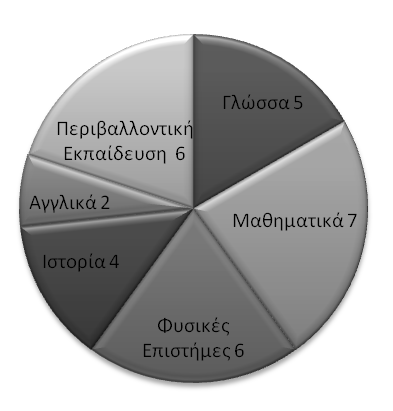 Γλώσσα 5
Περιβαλλοντική
Εκπαίδευση 6
Αγγλικά 2
Μαθηματικά 7
Ιστορία 4
Φυσικές
Επιστήμες 6